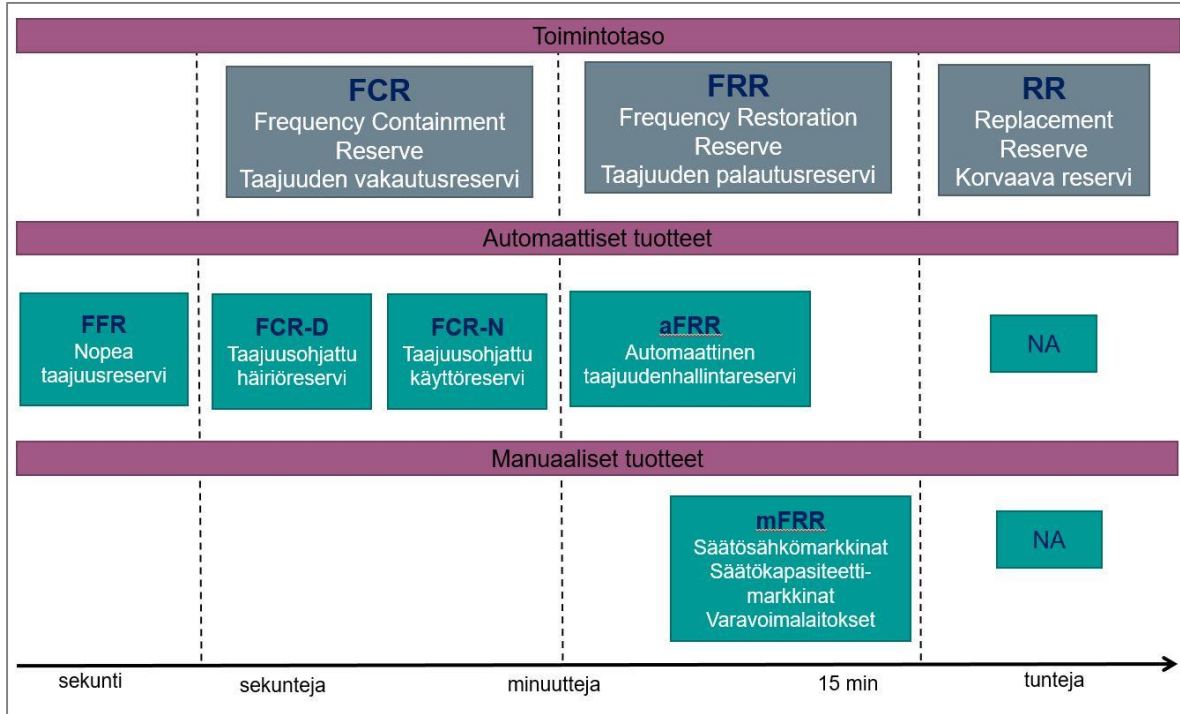 Toimintotaso
FCR
Frequency Containment
Reserve
Taajuuden vakautusreservi
FRR
Frequency Restoration
Reserve
Taajuuden palautusreservi
RR
Replacement
Reserve
Korvaava reservi
Automaattiset tuotteet
FFR
Nopea
taajuusreservi
FCR-D
Taajuusohjattu
häiriöreservi
FCR-N
Taajuusohjattu
käyttöreservi
aFRR
Automaattinen
taajuudenhallintareservi
NA
Manuaaliset tuotteet
mFRR
Säätösähkömarkkinat
Säätökapasiteetti-
markkinat
Varavoimalaitokset
NA
sekunti
sekunteja
minuutteja
15 min
tunteja